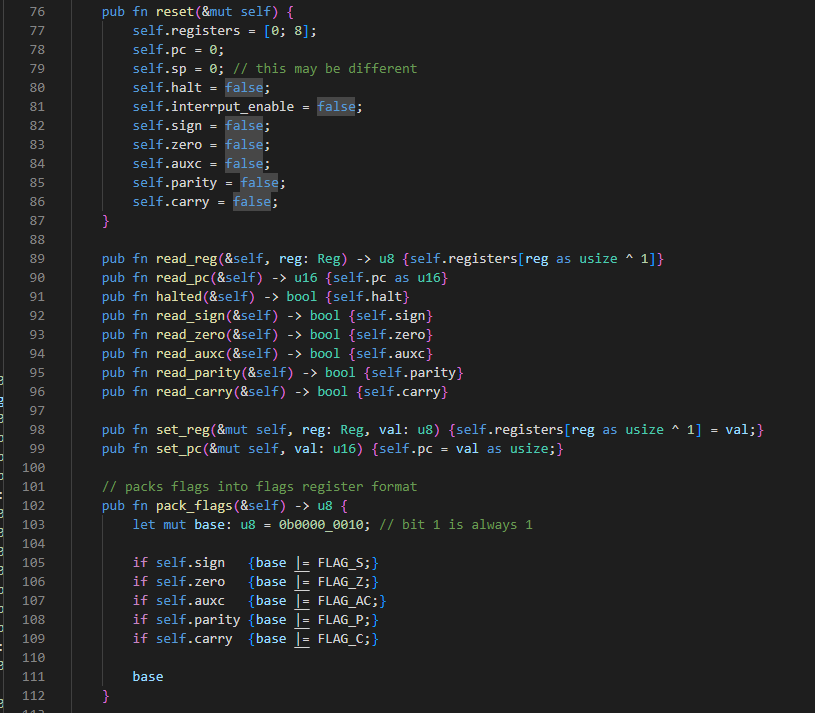 76 pub fn reset(&mut self) {
77 self.registers = [0; 8];
78 self.pc = 0;
79 self.sp = 0; // this may be different
80 self.halt = false;
81 self.interrput_enable = false;
82 self.sign = false;
83 self.zero = false;
84 self.auxc = false;
85 self.parity = false;
86 self.carry = false;
87 }
88
89 pub fn read_reg(&self, reg: Reg) -> u8 {self.registers[reg as usize ^ 1]}
90 pub fn read_pc(&self) -> u16 {self.pc as u16}
91 pub fn halted(&self) -> bool {self.halt}
92 pub fn read_sign(&self) -> bool {self.sign}
93 pub fn read_zero(&self) -> bool {self.zero}
94 pub fn read_auxc(&self) -> bool {self.auxc}
95 pub fn read_parity(&self) -> bool {self.parity}
96 pub fn read_carry(&self) -> bool {self.carry}
97
98 pub fn set_reg(&mut self, reg: Reg, val: u8) {self.registers[reg as usize ^ 1] = val;}
99 pub fn set_pc(&mut self, val: u16) {self.pc = val as usize;}
100
101 // packs flags into flags register format
102 pub fn pack_flags(&self) -> u8 {
103 let mut base: u8 = 0b0000_0010; // bit 1 is always 1
104
105 if self.sign {base |= FLAG_S;}
106 if self.zero {base |= FLAG_Z;}
107 if self.auxc {base |= FLAG_AC;}
108 if self.parity {base |= FLAG_P;}
109 if self.carry {base |= FLAG_C;}
110
111 base
112 }